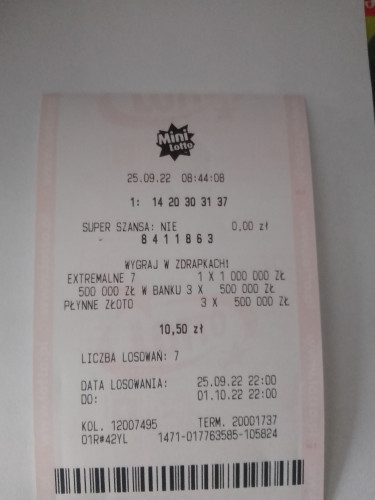 Mini
Lotto
25.09.22 08:44:08
1: 14 20 30 31 37
SUPER SZANSA: NIE 0,00 zł
8411863
WYGRAJ W ZDRAPKACH!
EXTREMALNE 7 1 X 1 000 000 ZŁ
500 000 ZŁ W BANKU 3 X 500 000 ZŁ
PŁYNNE ZŁOTO 3 X 500 000 ZŁ
10,50 zł
LICZBA LOSOWAŃ: 7
DATA LOSOWANIA: 25.09.22 22:00
DO: 01.10.22 22:00
KOL. 12007495 TERM. 20001737
01R#42YL 1471-017763585-105824